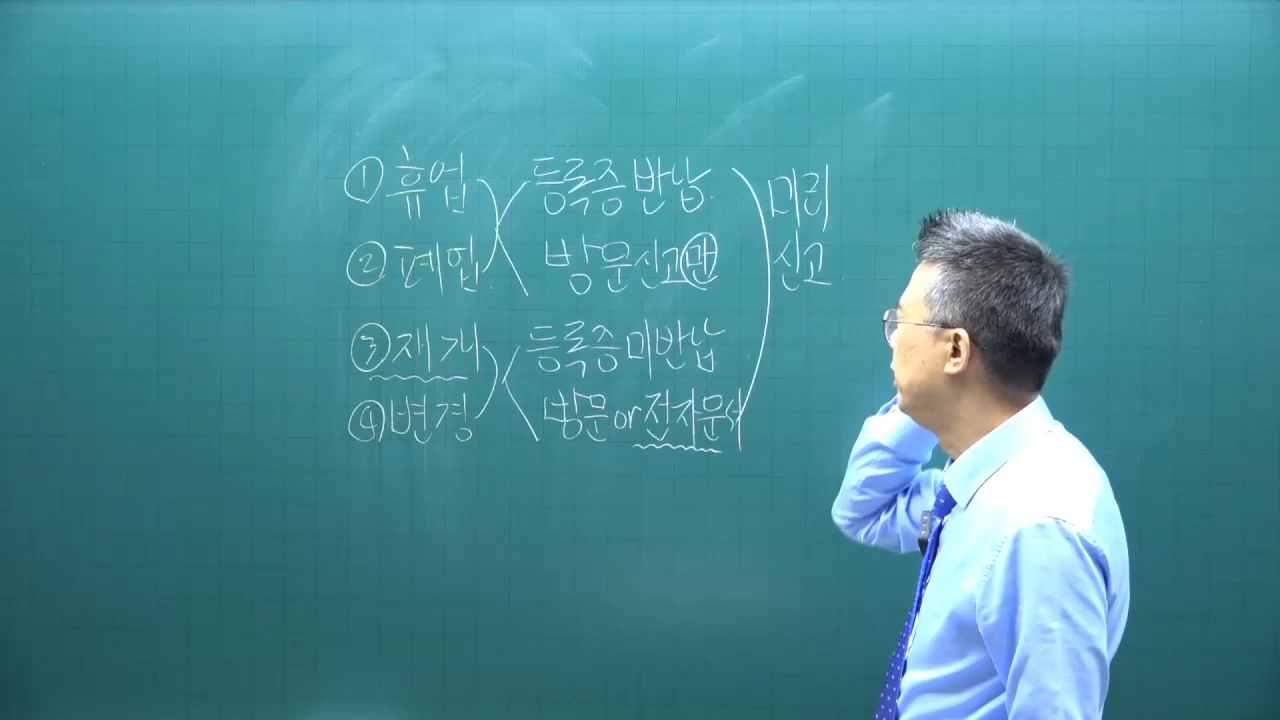 ① 휴업 등록증 반납 미리
② 폐업 방문신고만 신고
③ 재개 등록증 미반납
④ 변경 방문 or 전자문서